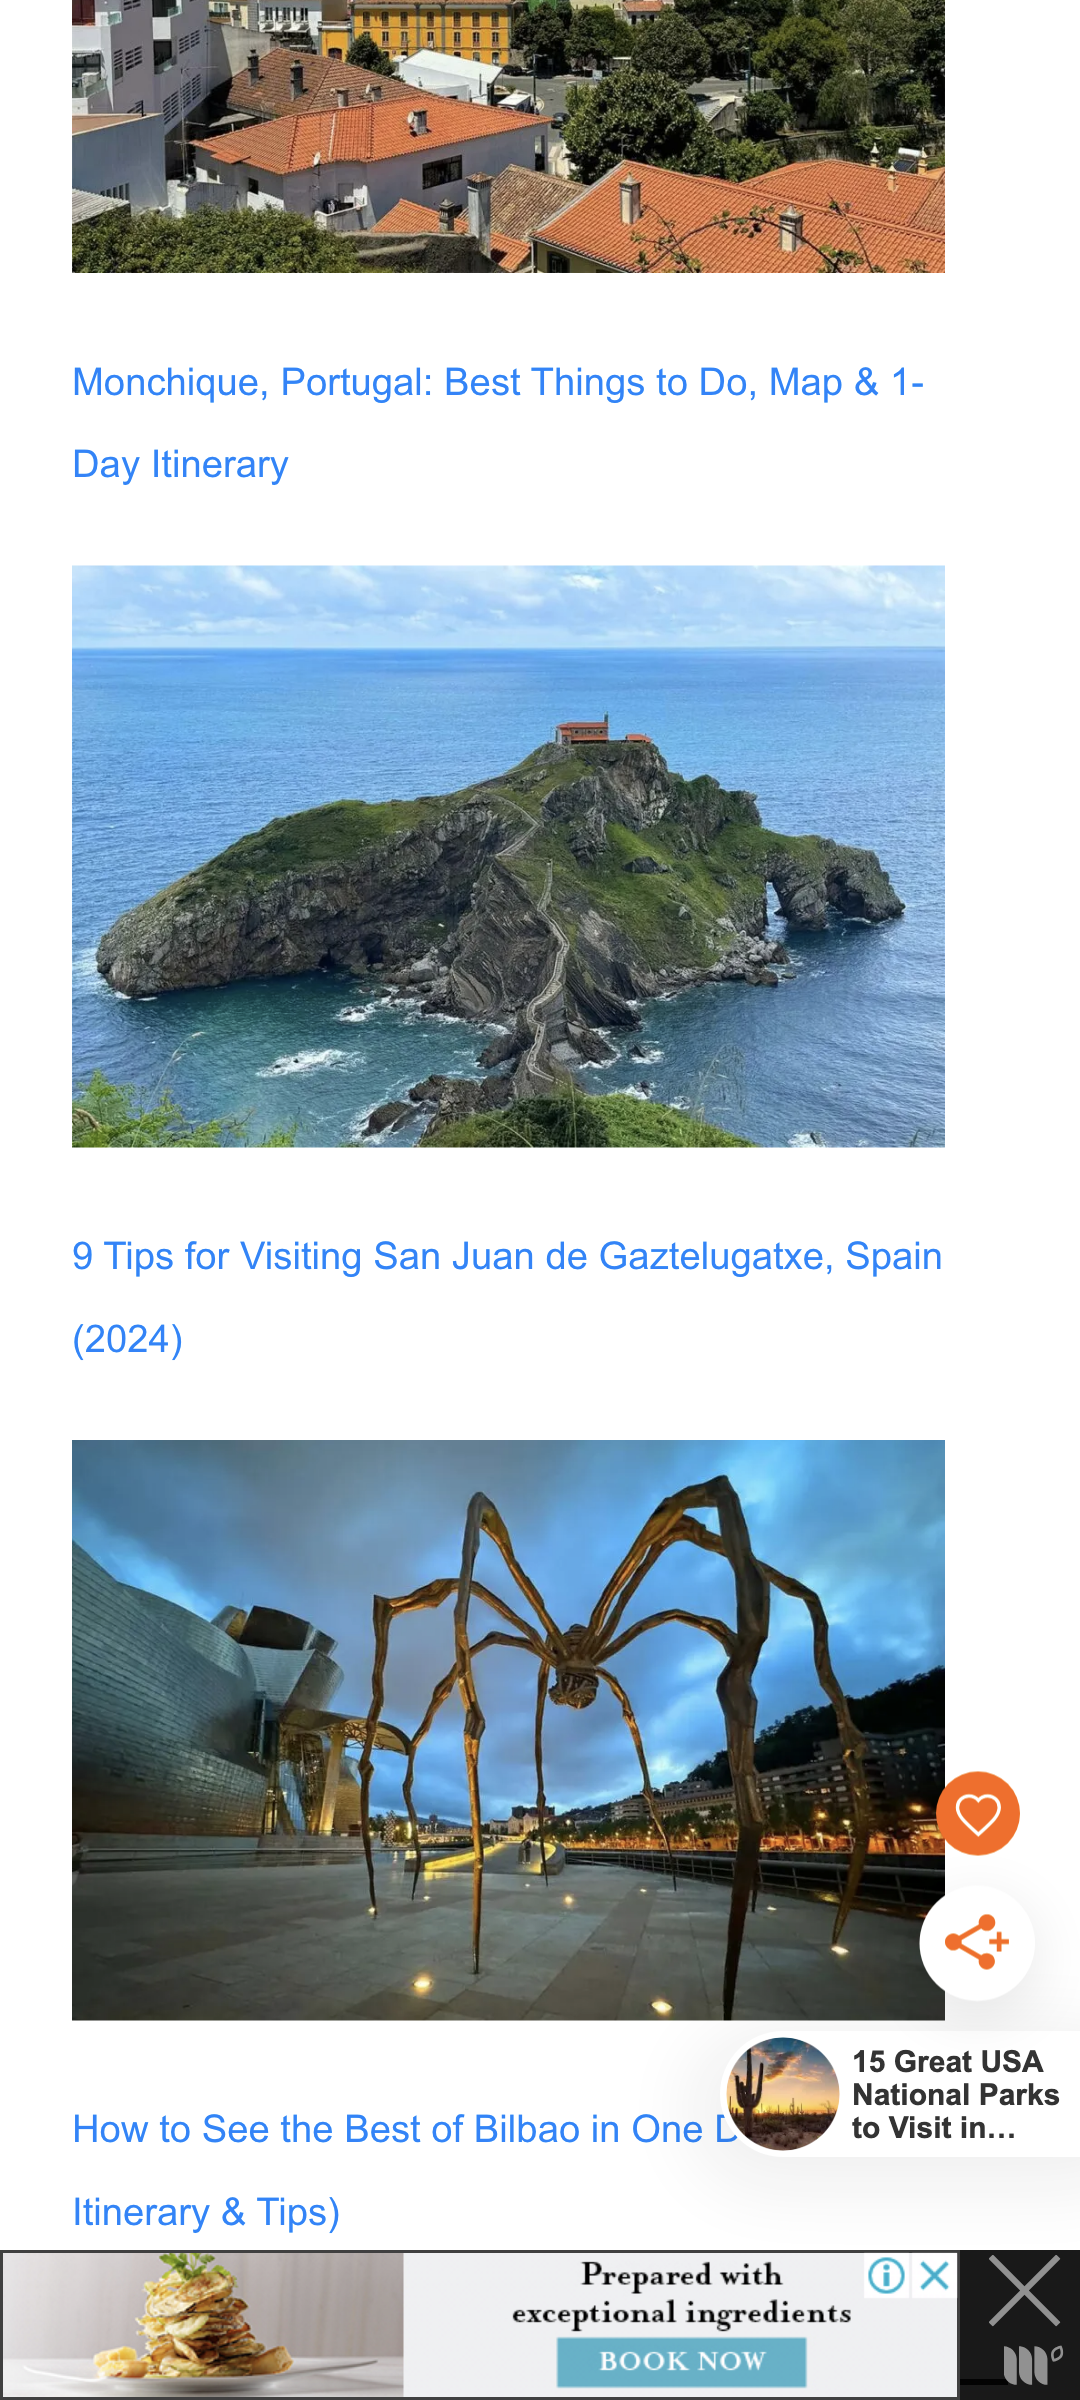 Monchique, Portugal: Best Things to Do, Map & 1-
Day Itinerary
9 Tips for Visiting San Juan de Gaztelugatxe, Spain
(2024)
How to See the Best of Bilbao in One
Itinerary & Tips)
15 Great USA
National Parks
to Visit in...
Prepared with
exceptional ingredients
BOOK NOW